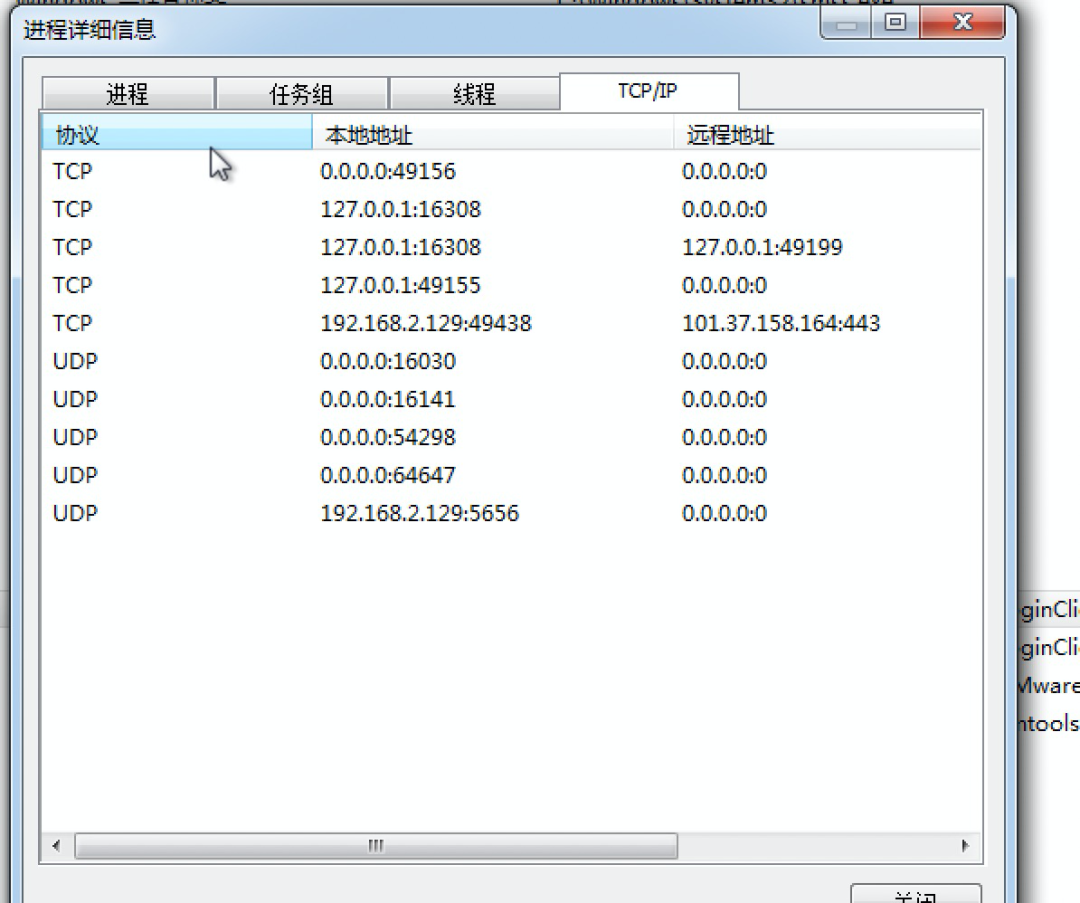 进程详细信息
进程 任务组 线程 TCP/IP
协议 本地地址 远程地址
TCP 0.0.0.0:49156 0.0.0.0:0
TCP 127.0.0.1:16308 0.0.0.0:0
TCP 127.0.0.1:16308 127.0.0.1:49199
TCP 127.0.0.1:49155 0.0.0.0:0
TCP 192.168.2.129:49438 101.37.158.164:443
UDP 0.0.0.0:16030 0.0.0.0:0
UDP 0.0.0.0:16141 0.0.0.0:0
UDP 0.0.0.0:54298 0.0.0.0:0
UDP 0.0.0.0:64647 0.0.0.0:0
UDP 192.168.2.129:5656 0.0.0.0:0
ginCli
ginCli
Mware
ntools
关闭